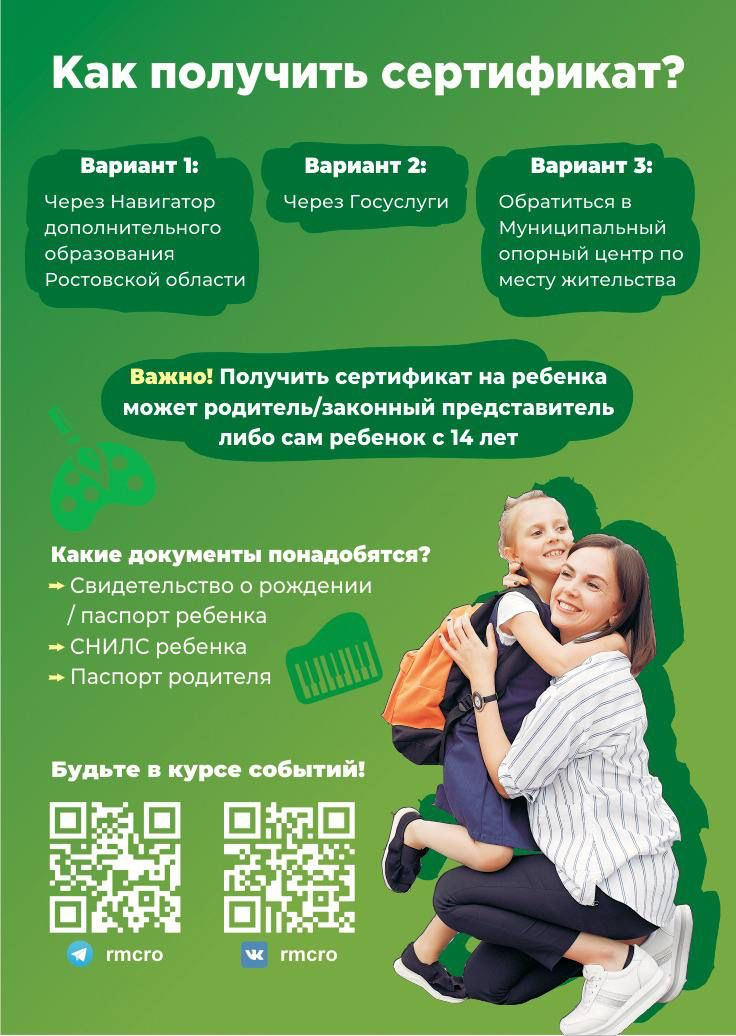 Как получить сертификат?
Вариант 1:
Через Навигатор
дополнительного
образования
Ростовской области
Вариант 2:
Через Госуслуги
Вариант 3:
Обратиться в
Муниципальный
опорный центр по
месту жительства
Важно! Получить сертификат на ребенка
может родитель/законный представитель
либо сам ребенок с 14 лет
Какие документы понадобятся?
Свидетельство о рождении
/ паспорт ребенка
СНИЛС ребенка
Паспорт родителя
Будьте в курсе событий!
rmcro
rmcro